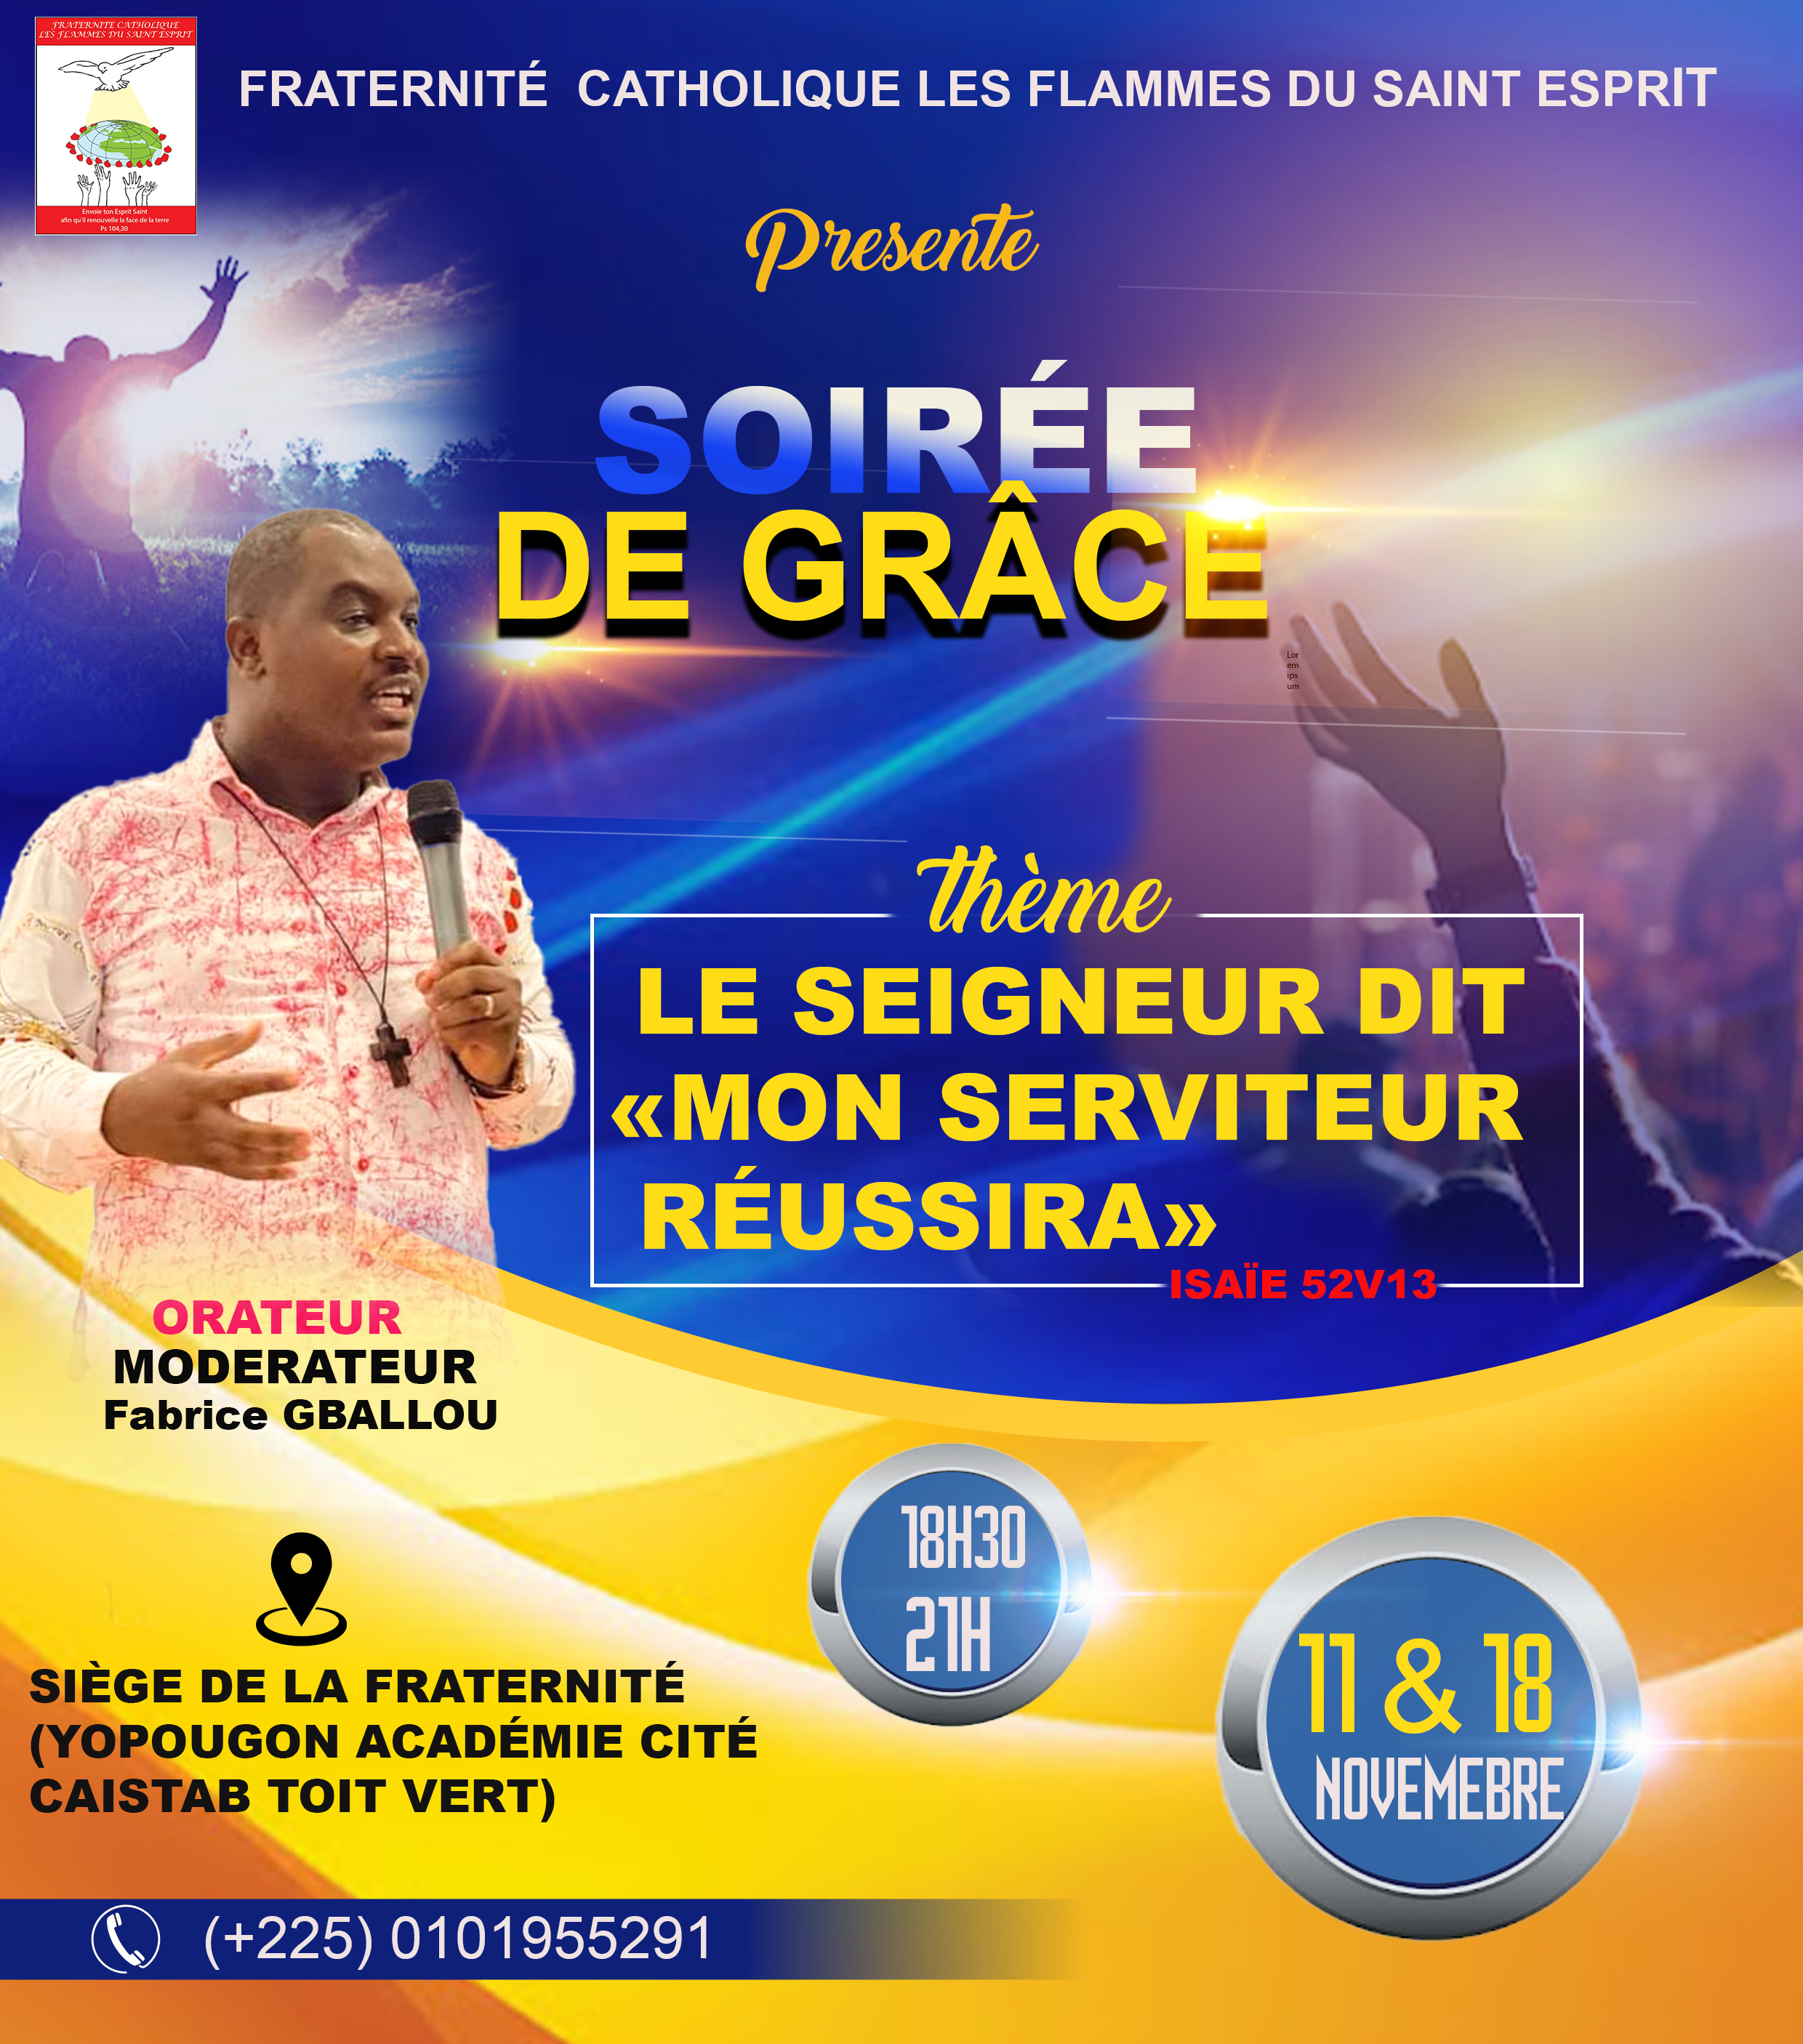 FRATERNITE CATHOLIQUE
LES FLAMMES DU SAINT ESPRIT
Envoie ton Esprit Saint
afin qu'il renouvelle la face de la terre
Ps 104,30
FRATERNITÉ CATHOLIQUE LES FLAMMES DU SAINT ESPRIT
Presente
SOIRÉE
DE GRÂCE
Lor
em
ips
um
thème
LE SEIGNEUR DIT
«MON SERVITEUR
RÉUSSIRA»
ISAÏE 52V13
ORATEUR
MODERATEUR
Fabrice GBALLOU
18H30
21H
11 & 18
NOVEMEBRE
SIÈGE DE LA FRATERNITÉ
(YOPOUGON ACADÉMIE CITÉ
CAISTAB TOIT VERT)
(+225) 0101955291